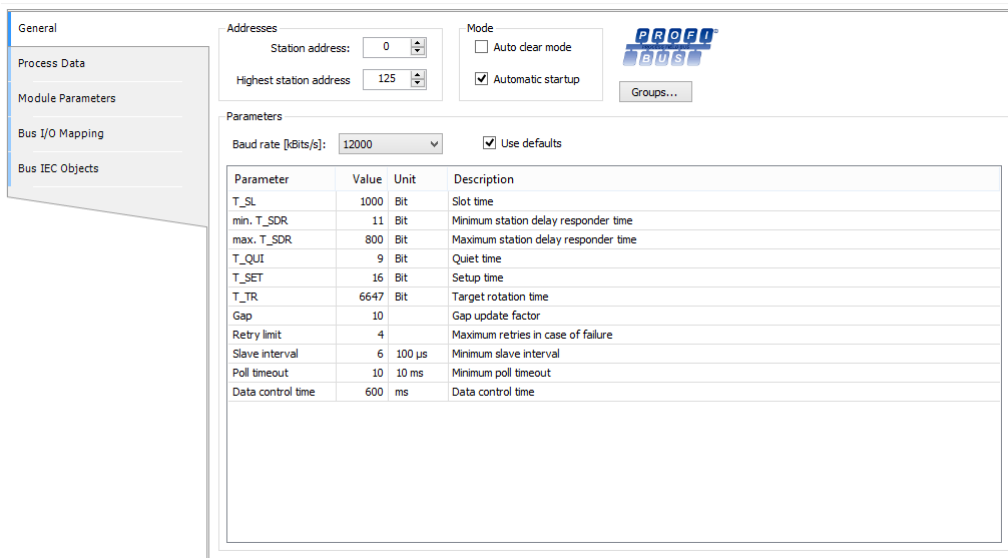 General
Process Data
Module Parameters
Bus I/O Mapping
Bus IEC Objects
Addresses
Station address: 0
Highest station address 125
Mode
Auto clear mode
Automatic startup
PROFI
BUS
Groups...
Parameters
Baud rate [kBits/s]: 12000 Use defaults
Parameter Value Unit Description
T_SL 1000 Bit Slot time
min. T_SDR 11 Bit Minimum station delay responder time
max. T_SDR 800 Bit Maximum station delay responder time
T_QUI 9 Bit Quiet time
T_SET 16 Bit Setup time
T_TR 6647 Bit Target rotation time
Gap 10 Gap update factor
Retry limit 4 Maximum retries in case of failure
Slave interval 6 100 µs Minimum slave interval
Poll timeout 10 10 ms Minimum poll timeout
Data control time 600 ms Data control time